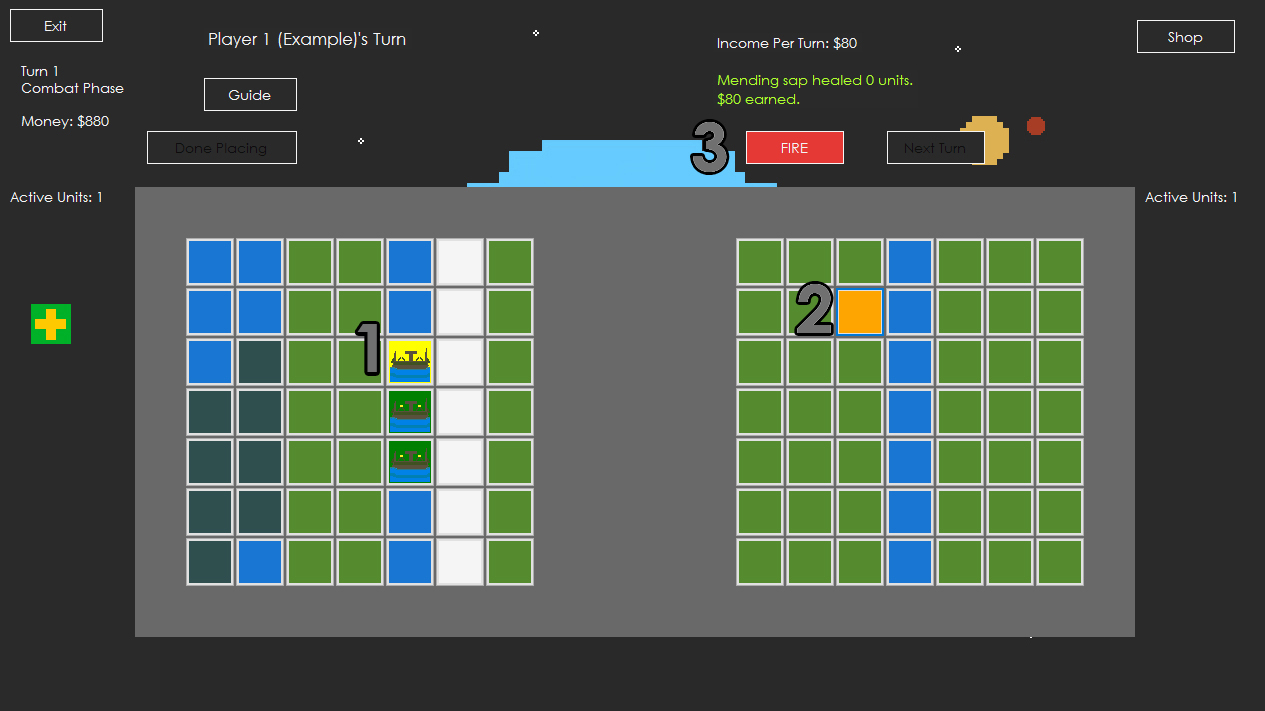 Exit
Player 1 (Example)'s Turn
Income Per Turn: $80
Shop
Turn 1
Combat Phase
Guide
Mending sap healed 0 units.
$80 earned.
Money: $880
Done Placing
3
FIRE
Next Turn
Active Units: 1
Active Units: 1
2
1